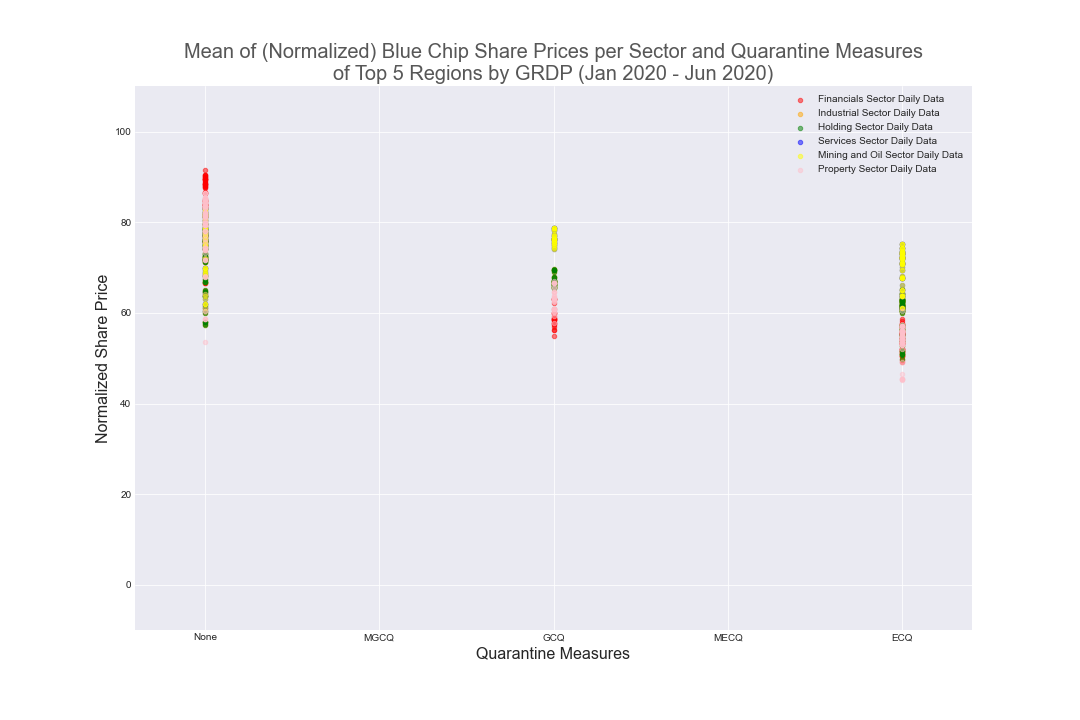 Mean of (Normalized) Blue Chip Share Prices per Sector and Quarantine Measures
of Top 5 Regions by GRDP (Jan 2020 - Jun 2020)
Financials Sector Daily Data
Industrial Sector Daily Data
Holding Sector Daily Data
Services Sector Daily Data
Mining and Oil Sector Daily Data
Property Sector Daily Data
Normalized Share Price
100
80
60
40
20
0
None MGCQ GCQ MECQ ECQ
Quarantine Measures